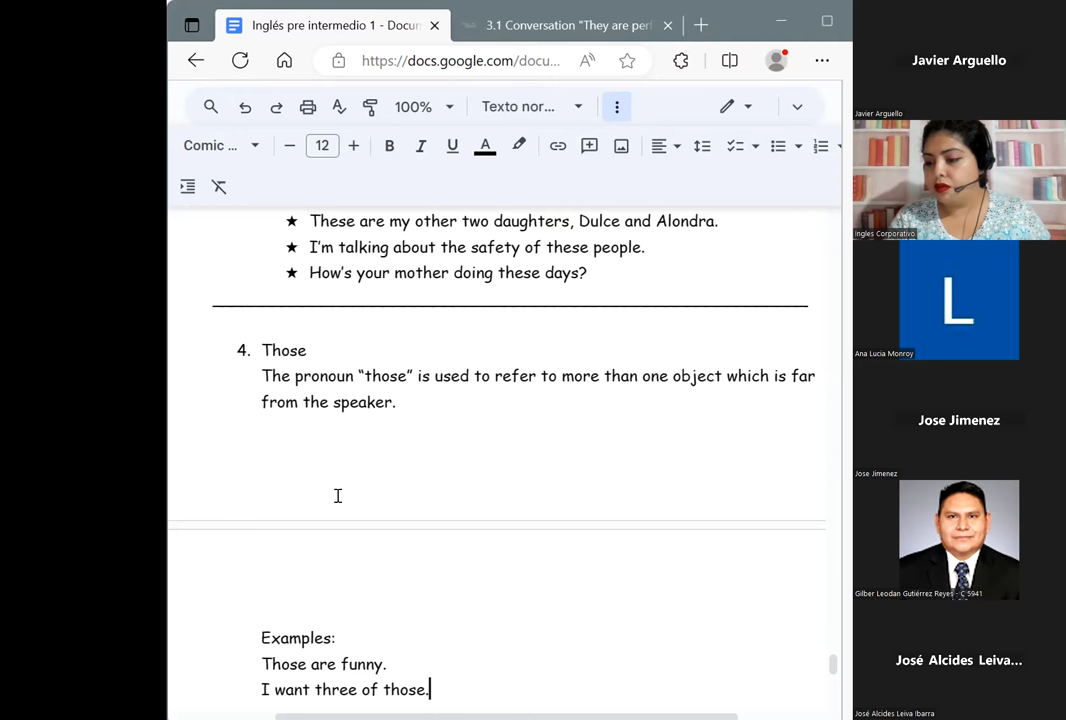 Inglés pre intermedio 1 - Docum
3.1 Conversation "They are per
https://docs.google.com/docu...
100%
Texto nor...
Comic ...
12
★ These are my other two daughters, Dulce and Alondra.
★ I'm talking about the safety of these people.
★ How's your mother doing these days?
4. Those
The pronoun “those” is used to refer to more than one object which is far
from the speaker.
Examples:
Those are funny.
I want three of those.
Javier Arguello
Javier Arguello
Ingles Corporativo
L
Ana Lucia Monroy
Jose Jimenez
Jose Jimenez
Gilber Leodan Gutiérrez Reyes - C 5941
José Alcides Leiva...
José Alcides Leiva Ibarra